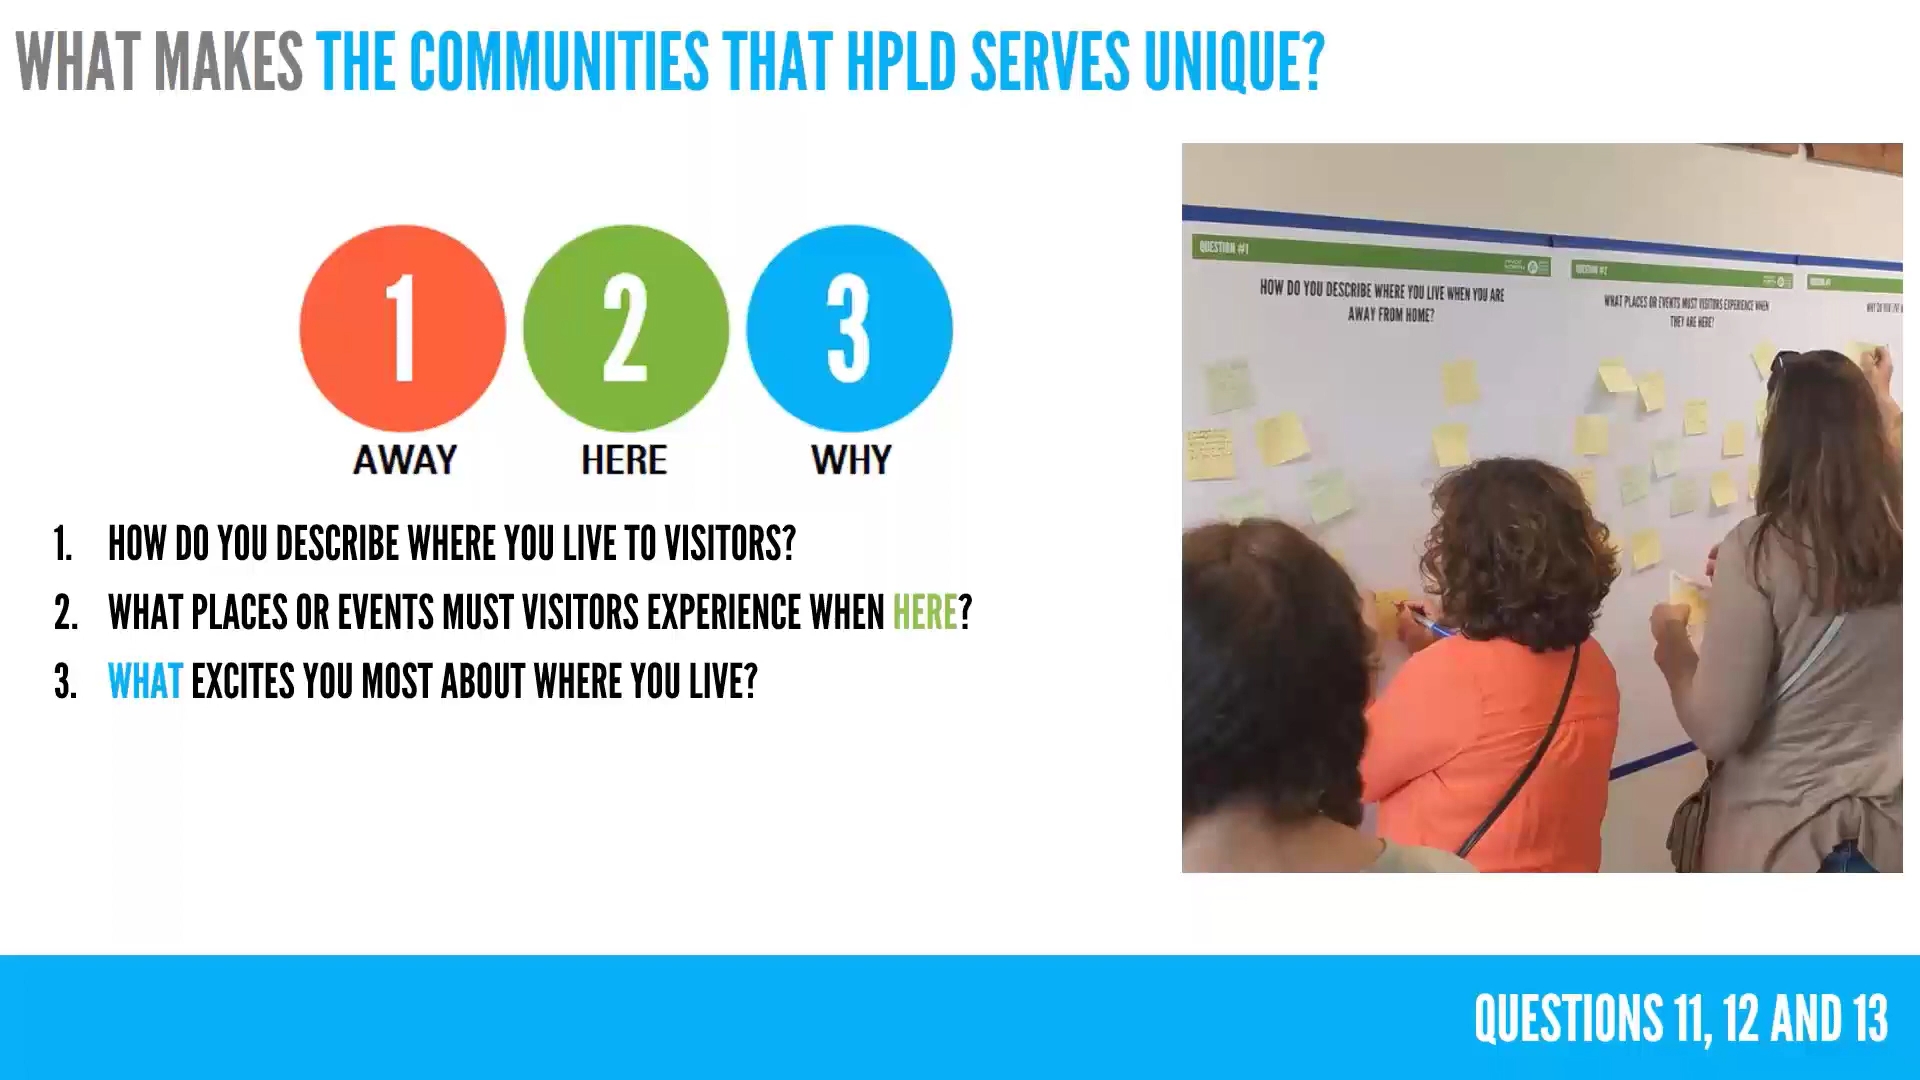 WHAT MAKES THE COMMUNITIES THAT HPLD SERVES UNIQUE?
1 2 3
AWAY HERE WHY
1. HOW DO YOU DESCRIBE WHERE YOU LIVE TO VISITORS?
2. WHAT PLACES OR EVENTS MUST VISITORS EXPERIENCE WHEN HERE?
3. WHAT EXCITES YOU MOST ABOUT WHERE YOU LIVE?
QUESTION #1
HOW DO YOU DESCRIBE WHERE YOU LIVE WHEN YOU ARE
AWAY FROM HOME?
QUESTION #2
WHAT PLACES OR EVENTS MUST VISITORS EXPERIENCE WHEN
THEY ARE HERE?
QUESTIONS 11, 12 AND 13